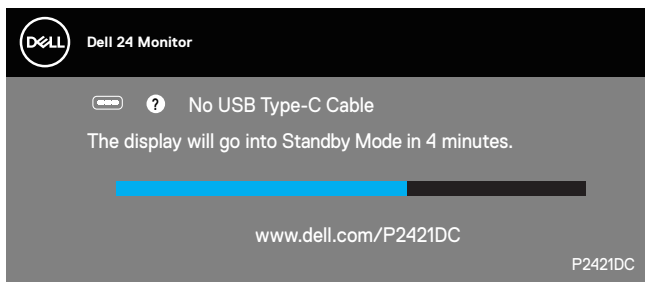 DELL
Dell 24 Monitor
? No USB Type-C Cable
The display will go into Standby Mode in 4 minutes.
www.dell.com/P2421DC
P2421DC